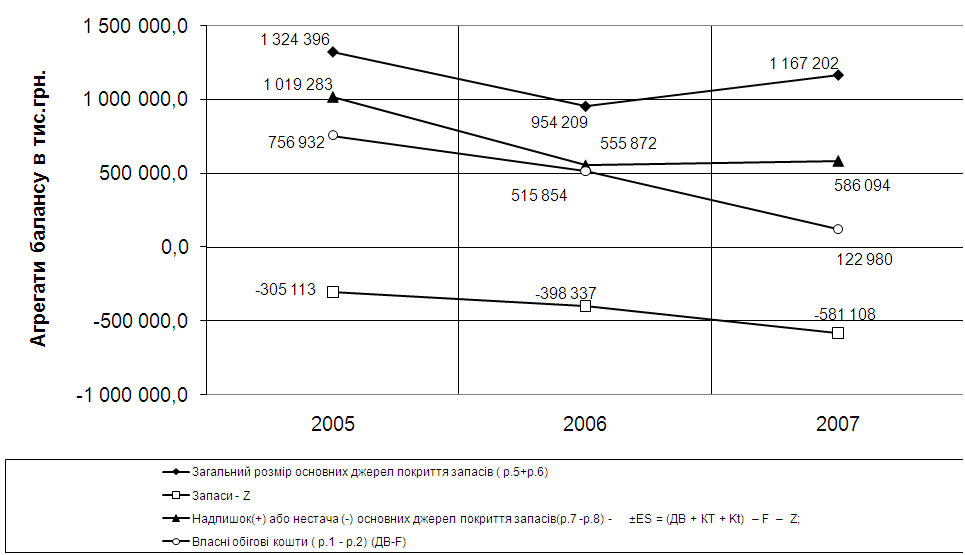 Агрегати балансу в тис.грн.
1 500 000,0
1 000 000,0
500 000,0
0,0
-500 000,0
-1 000 000,0
1 324 396
1 167 202
1 019 283
954 209
555 872
756 932
515 854
586 094
122 980
-305 113
-398 337
-581 108
2005 2006 2007
Загальний розмір основних джерел покриття запасів ( р.5+р.6)
Запаси - Z
Надлишок(+) або нестача (-) основних джерел покриття запасів(р.7 -р.8) - ±ES = (ДВ + КТ + Kt) – F – Z;
Власні обігові кошти ( р.1 - р.2) (ДВ-F)